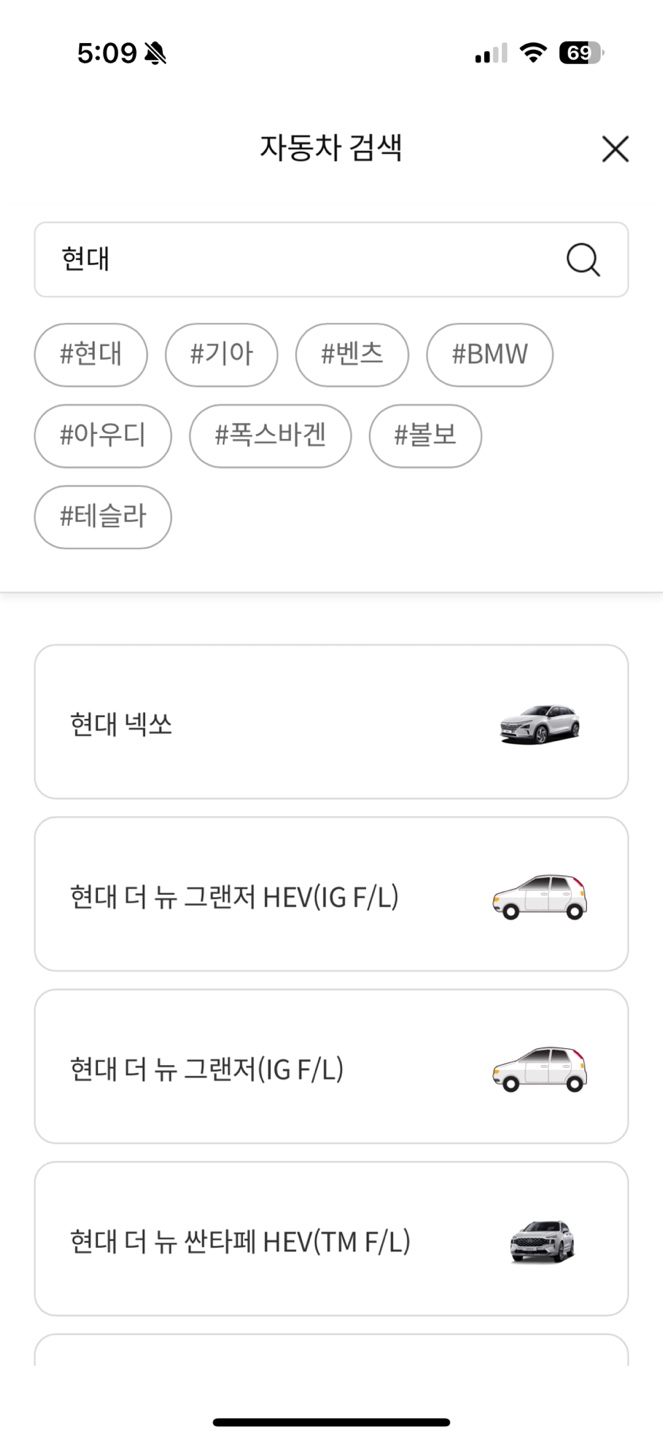 5:09
69
자동차 검색
현대
#현대 #기아 #벤츠 #BMW
#아우디 #폭스바겐 #볼보
#테슬라
현대 넥쏘
현대 더 뉴 그랜저 HEV(IG F/L)
현대 더 뉴 그랜저(IG F/L)
현대 더 뉴 싼타페 HEV(TM F/L)